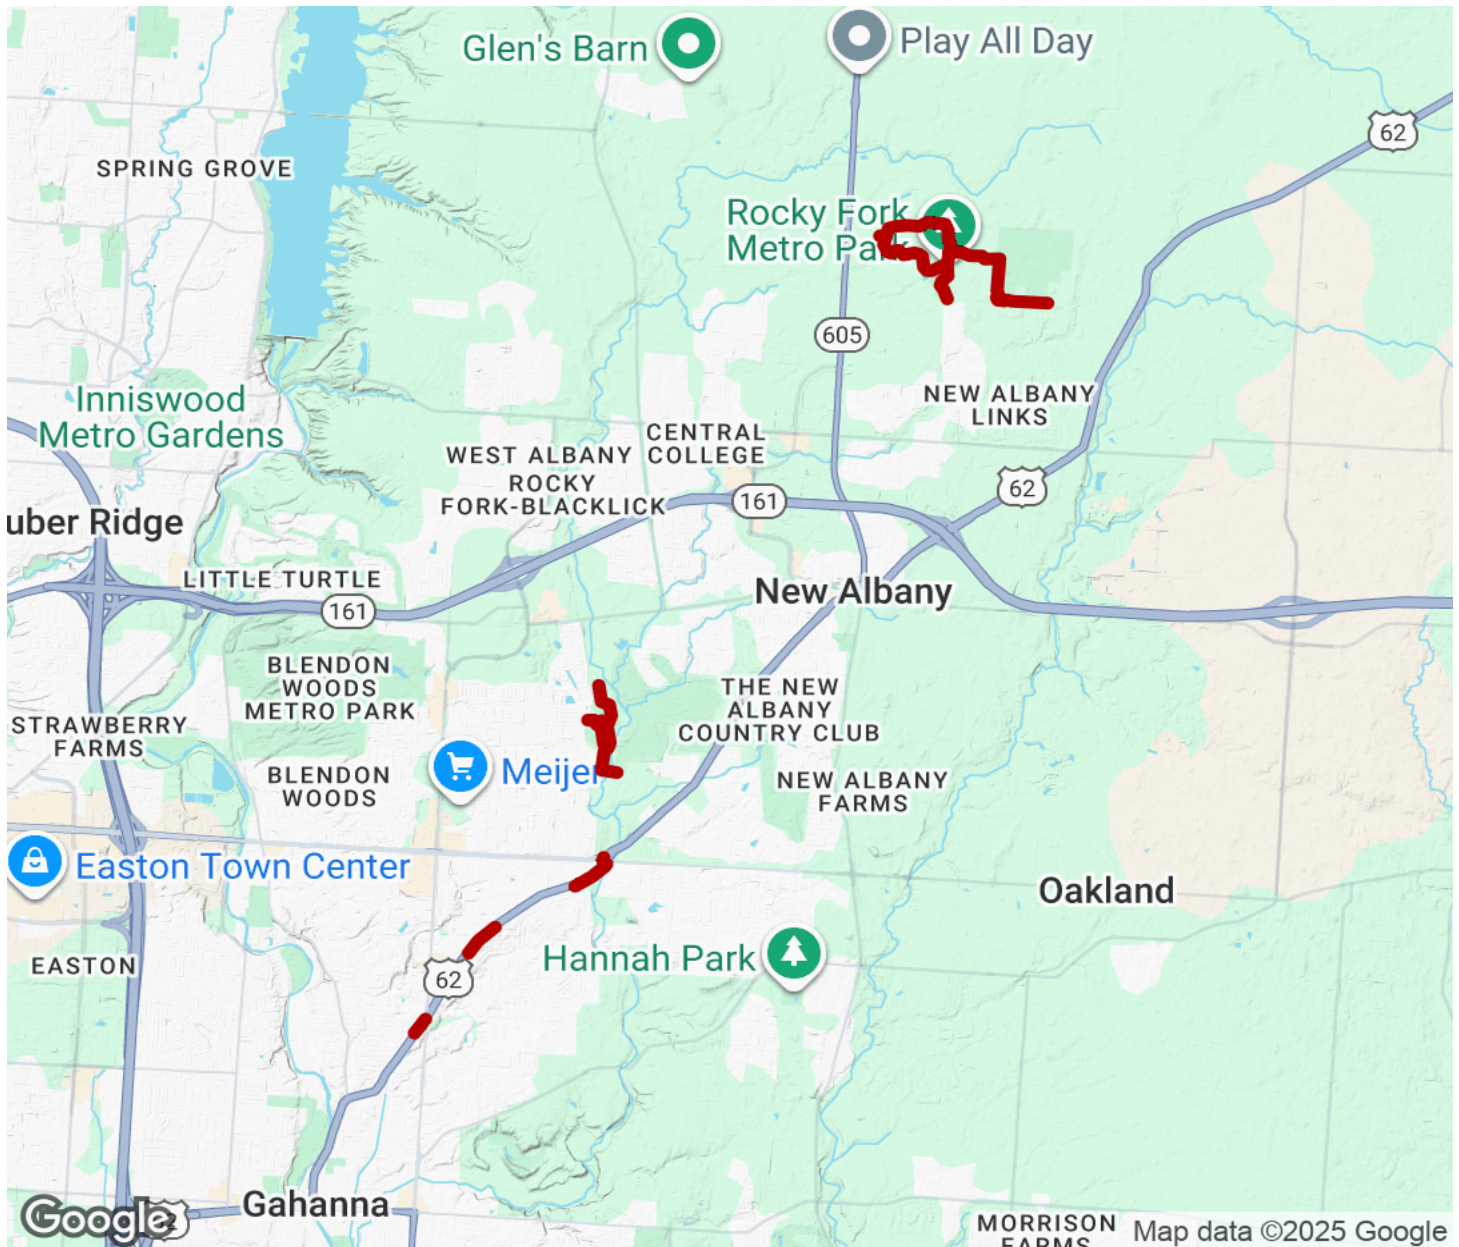 Glen's Barn
Play All Day
62
SPRING GROVE
Rocky Fork
Metro Park
605
Inniswood
Metro Gardens
NEW ALBANY
LINKS
CENTRAL
COLLEGE
WEST ALBANY
ROCKY
FORK-BLACKLICK
62
161
uber Ridge
LITTLE TURTLE
161
New Albany
BLENDON
WOODS
METRO PARK
THE NEW
ALBANY
COUNTRY CLUB
STRAWBERRY
FARMS
Meijer
BLENDON
WOODS
NEW ALBANY
FARMS
Easton Town Center
Oakland
EASTON
62
Hannah Park
Gahanna
Google
MORRISON
FARMS
Map data ©2025 Google